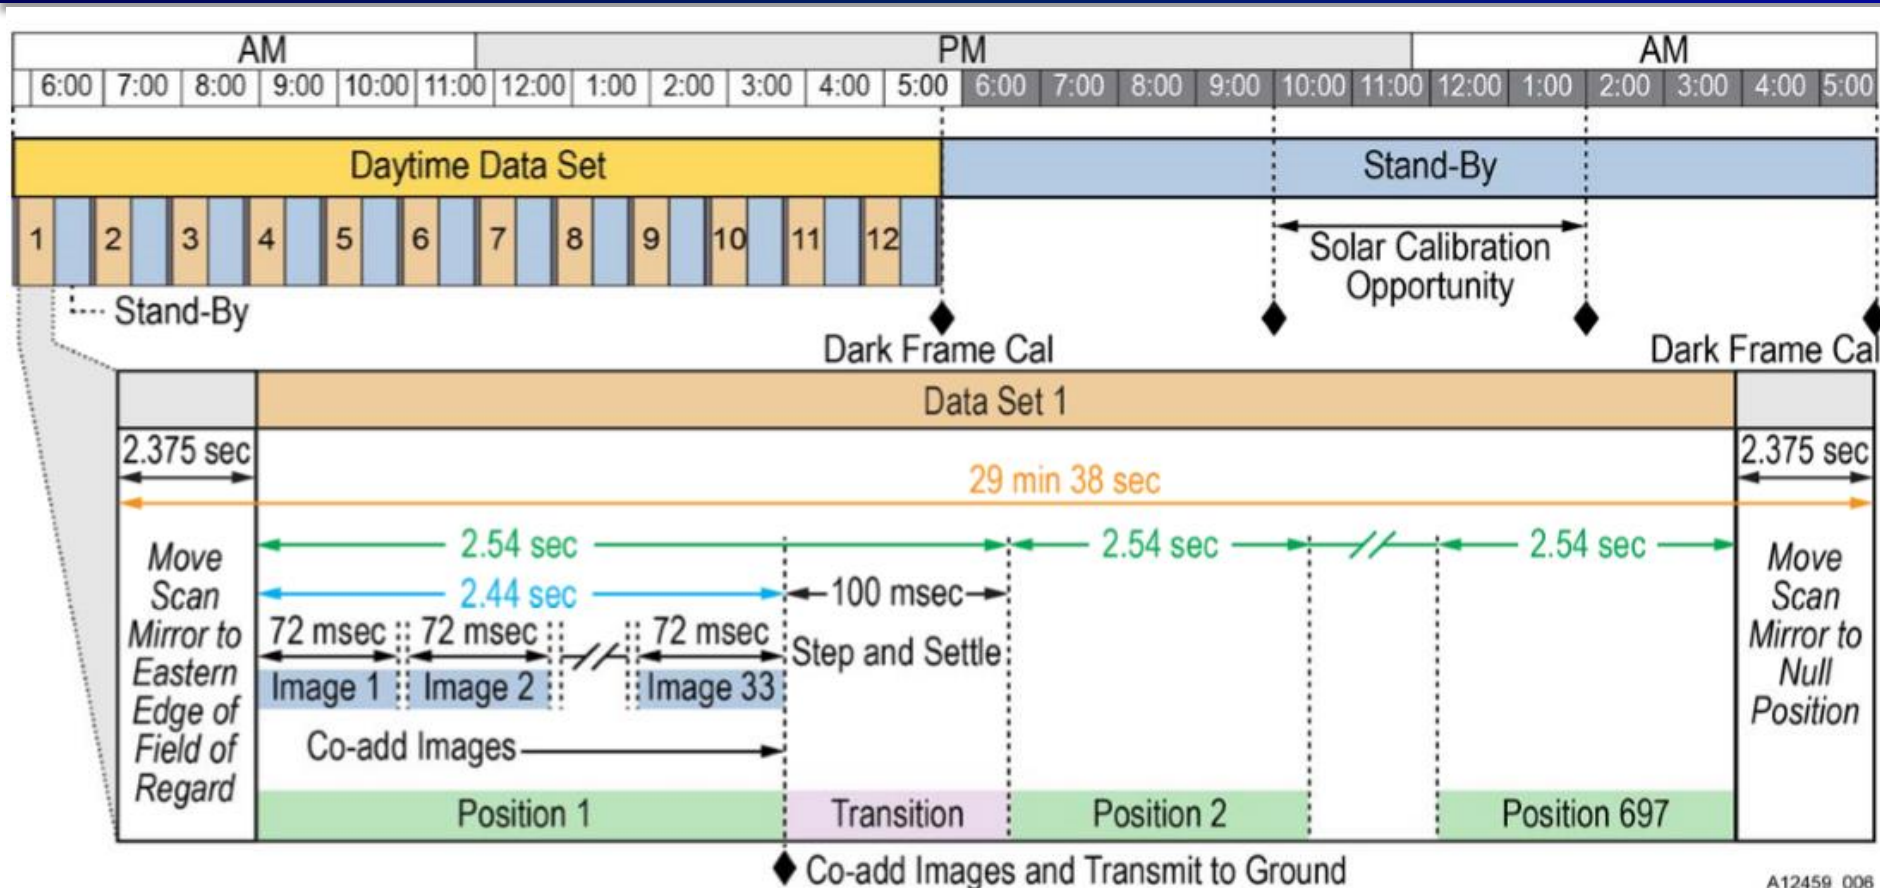 AM PM AM
6:00 7:00 8:00 9:00 10:00 11:00 12:00 1:00 2:00 3:00 4:00 5:00 6:00 7:00 8:00 9:00 10:00 11:00 12:00 1:00 2:00 3:00 4:00 5:00
Daytime Data Set Stand-By
1 2 3 4 5 6 7 8 9 10 11 12
Solar Calibration
Opportunity
Stand-By
Dark Frame Cal Dark Frame Cal
Data Set 1
2.375 sec 2.375 sec
29 min 38 sec
2.54 sec 2.54 sec 2.54 sec
Move
Scan
Mirror to
Eastern
Edge of
Field of
Regard
2.44 sec 100 msec
72 msec 72 msec 72 msec
Step and Settle
Image 1 Image 2 Image 33
Co-add Images
Move
Scan
Mirror to
Null
Position
Position 1 Transition Position 2 Position 697
Co-add Images and Transmit to Ground
A12459_006